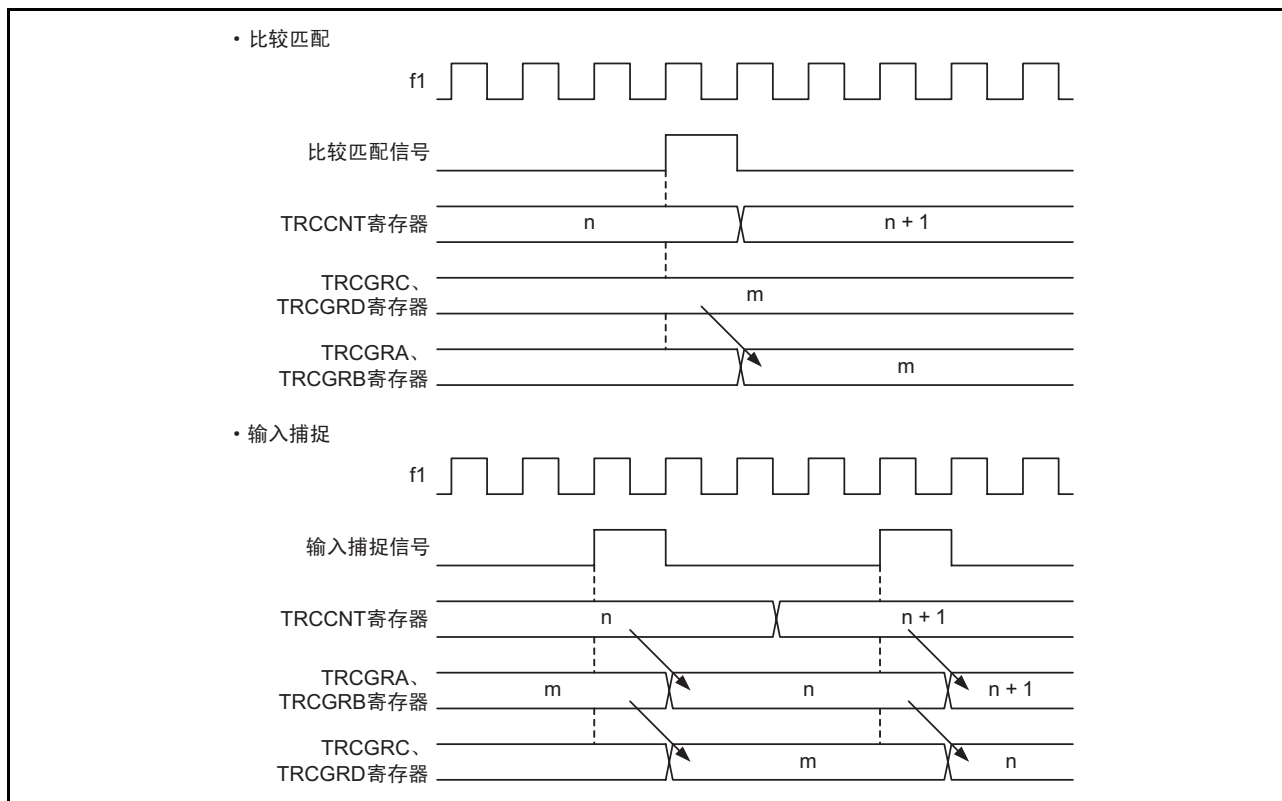 • 比较匹配
f1
比较匹配信号
TRCCNT寄存器
n
n + 1
TRCGRC、
TRCGRD寄存器
m
TRCGRA、
TRCGRB寄存器
m
• 输入捕捉
f1
输入捕捉信号
TRCCNT寄存器
n
n + 1
TRCGRA、
TRCGRB寄存器
m
n
n + 1
TRCGRC、
TRCGRD寄存器
m
n